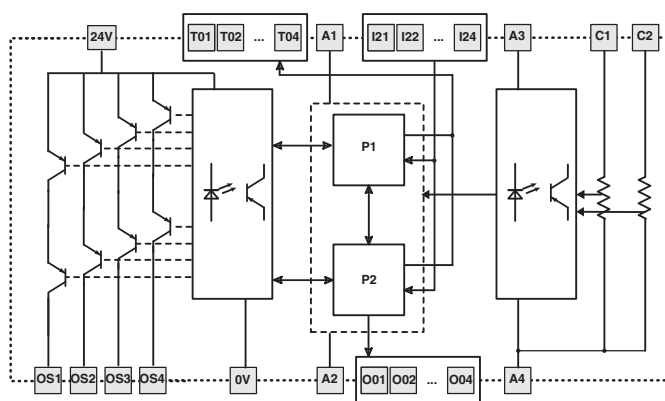 24V T01 T02 ... T04 A1 I21 I22 ... I24 A3 C1 C2
P1
P2
OS1 OS2 OS3 OS4 0V A2 O01 O02 ... O04 A4